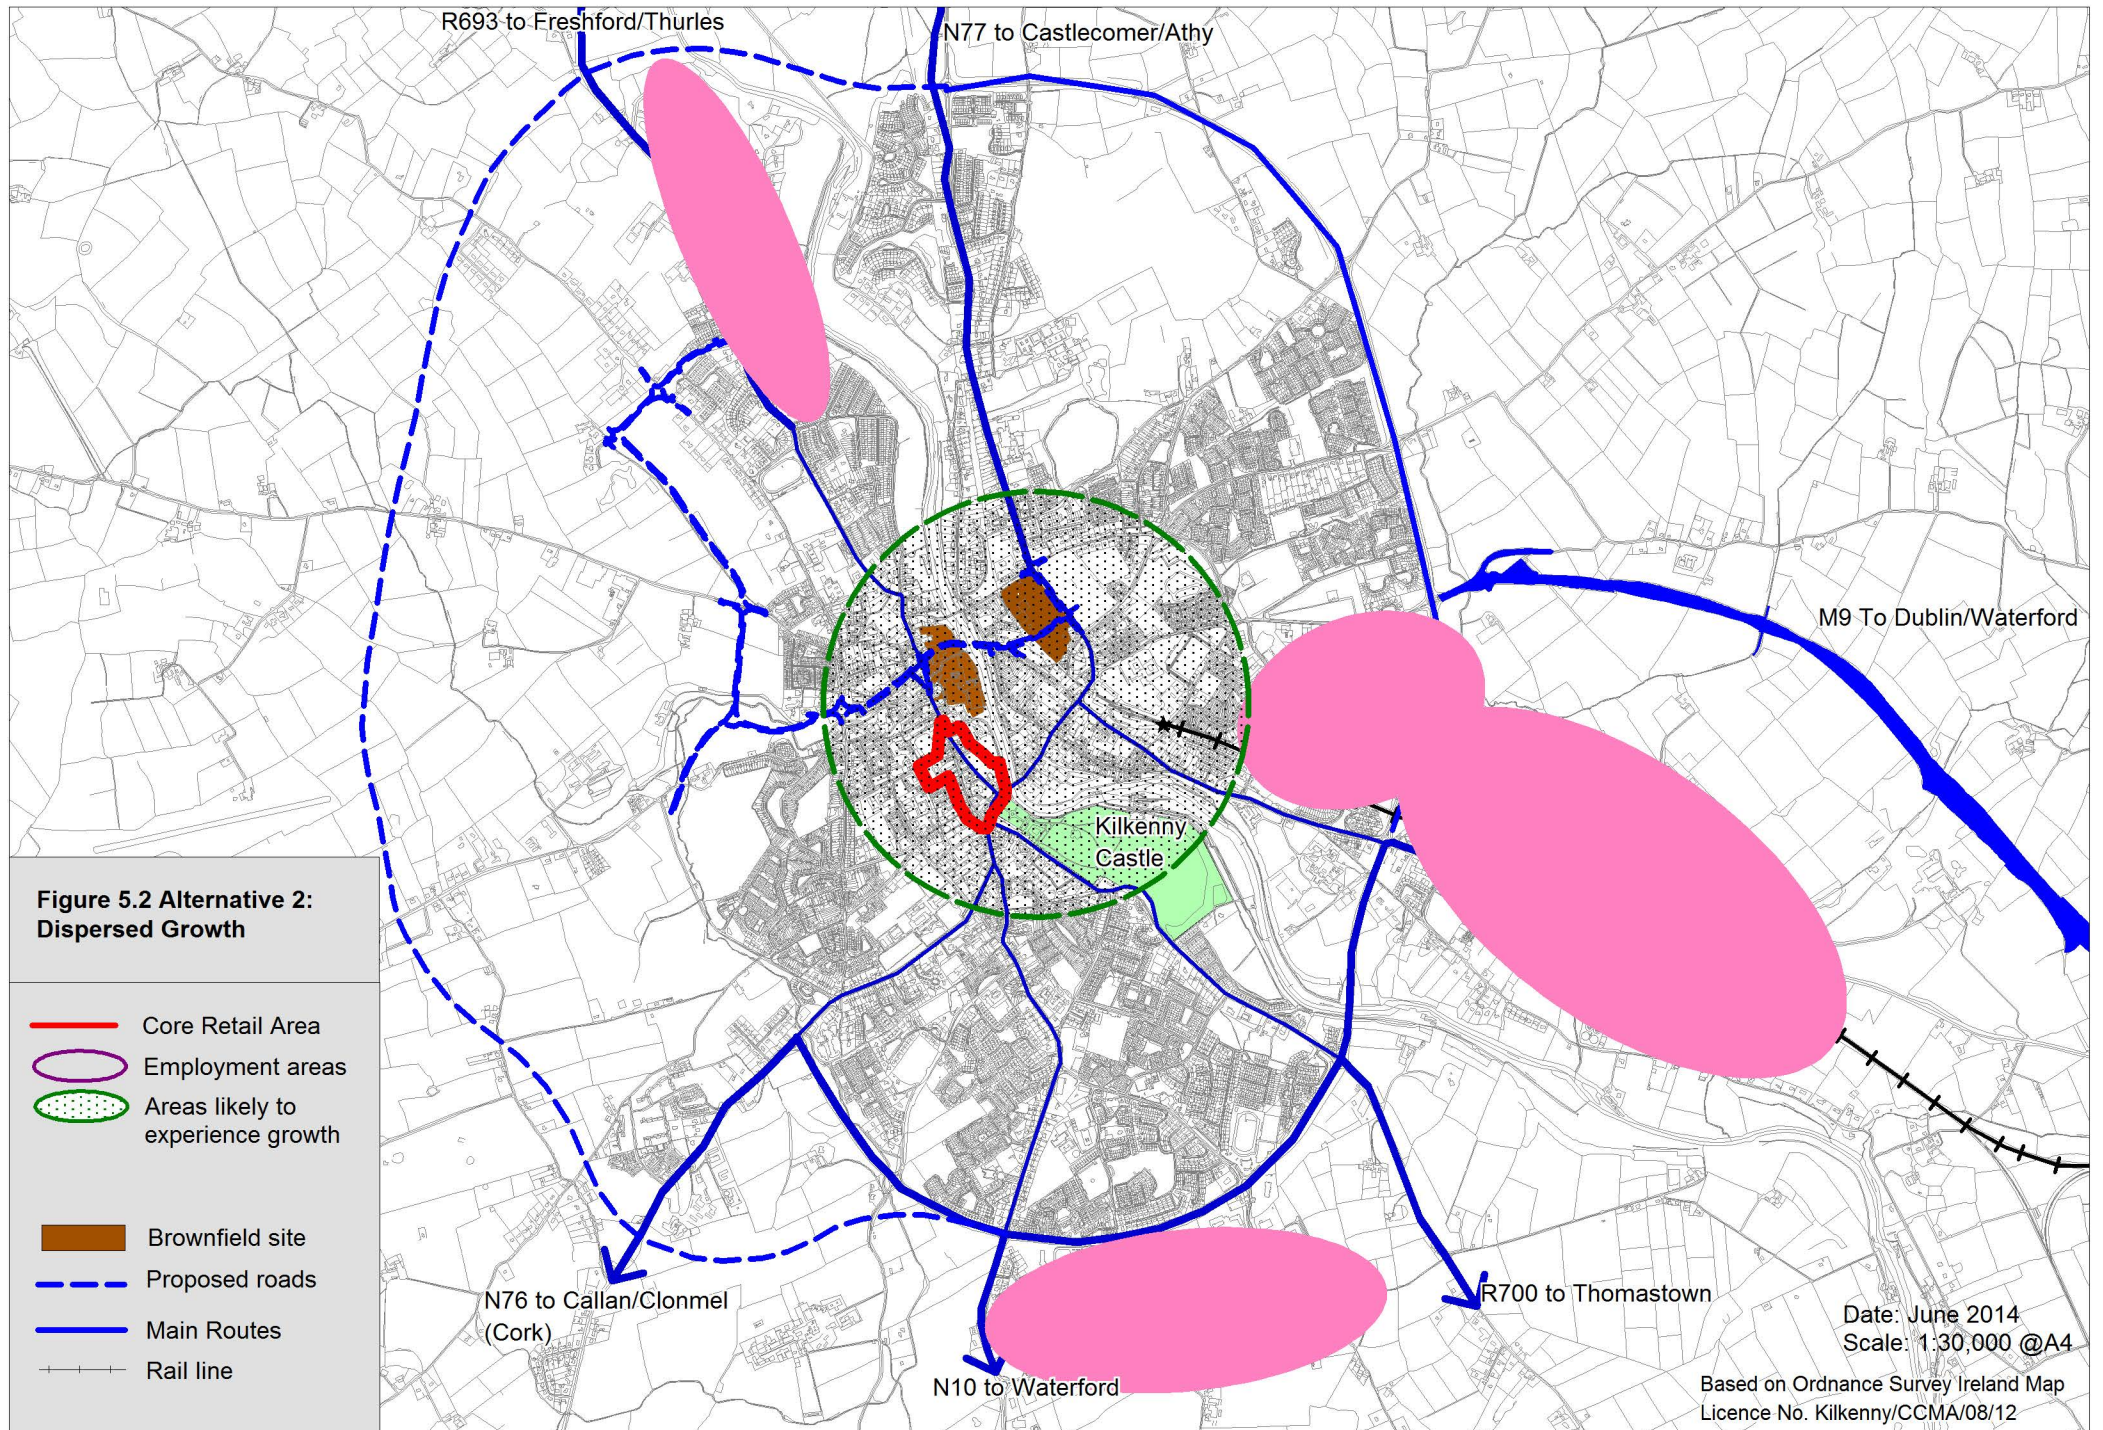 R693 to Freshford/Thurles
N77 to Castlecomer/Athy
M9 To Dublin/Waterford
Kilkenny
Castle
Figure 5.2 Alternative 2:
Dispersed Growth
Core Retail Area
Employment areas
Areas likely to
experience growth
Brownfield site
Proposed roads
Main Routes
Rail line
N76 to Callan/Clonmel
(Cork)
N10 to Waterford
R700 to Thomastown
Date: June 2014
Scale: 1:30,000 @A4
Based on Ordnance Survey Ireland Map
Licence No. Kilkenny/CCMA/08/12